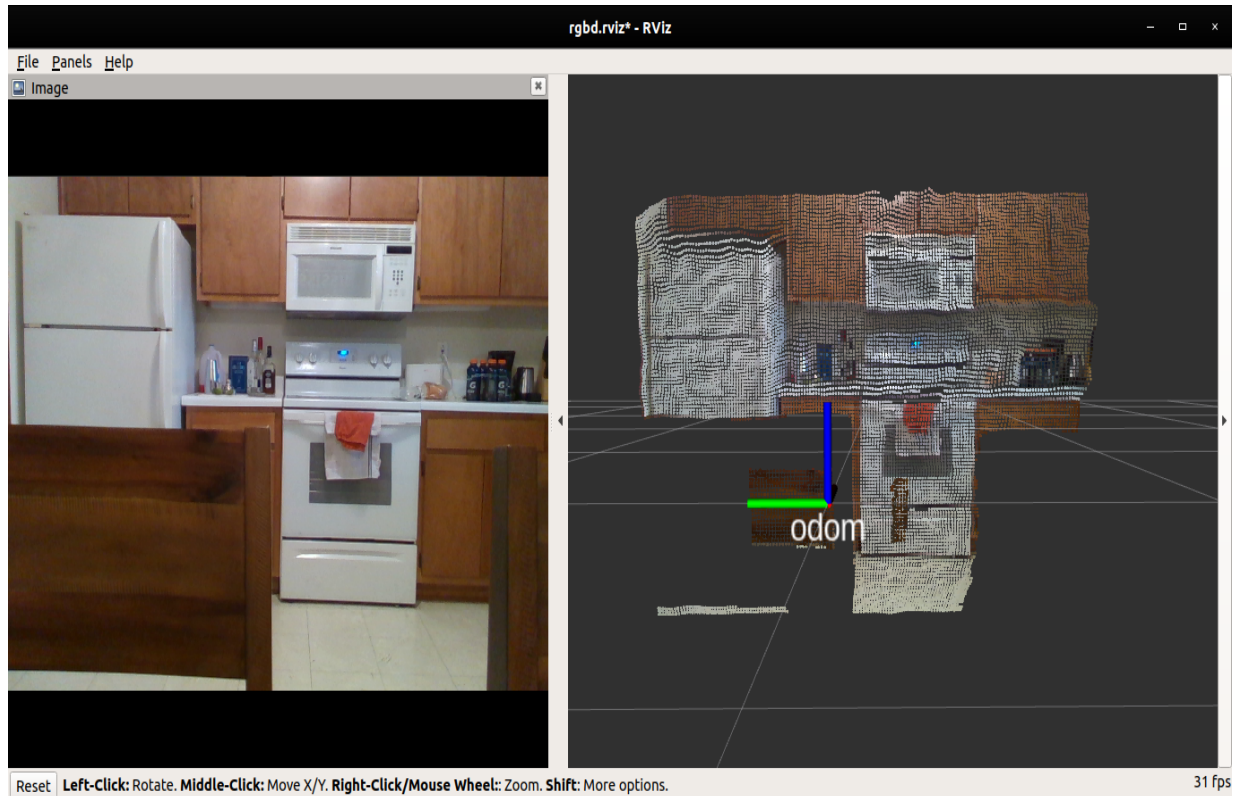 rgbd.rviz* - RViz
File Panels Help
Image
odom
Reset Left-Click: Rotate. Middle-Click: Move X/Y. Right-Click/Mouse Wheel:: Zoom. Shift: More options.
31 fps